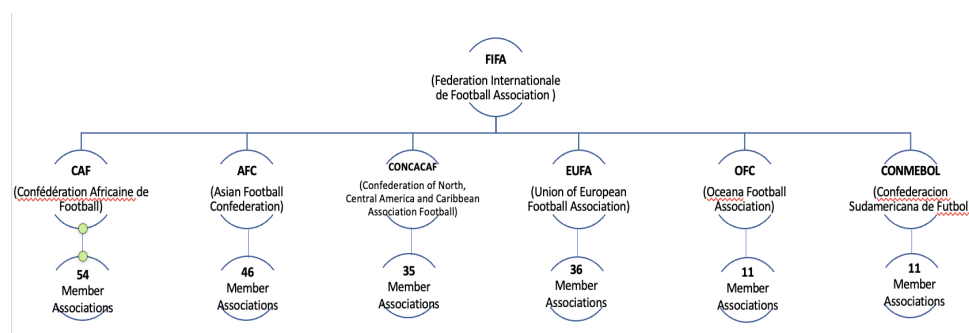 FIFA
(Federation Internationale
de Football Association )
CAF
(Confédération Africaine de
Football)
AFC
(Asian Football
Confederation)
CONCACAF
(Confederation of North,
Central America and Caribbean
Association Football)
EUFA
(Union of European
Football Association)
OFC
(Oceana Football
Association)
CONMEBOL
(Confederacion
Sudamericana de Futbol
54
Member
Associations
46
Member
Associations
35
Member
Associations
36
Member
Associations
11
Member
Associations
11
Member
Associations